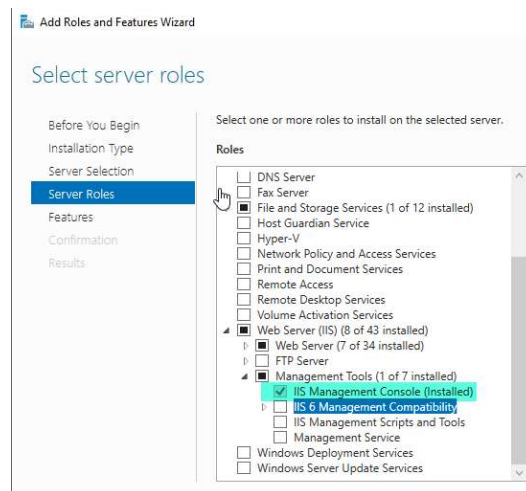 Add Roles and Features Wizard
Select server roles
Before You Begin
Installation Type
Server Selection
Server Roles
Features
Confirmation
Results
Select one or more roles to install on the selected server.
Roles
DNS Server
Fax Server
File and Storage Services (1 of 12 installed)
Host Guardian Service
Hyper-V
Network Policy and Access Services
Print and Document Services
Remote Access
Remote Desktop Services
Volume Activation Services
Web Server (IIS) (8 of 43 installed)
Web Server (7 of 34 installed)
FTP Server
Management Tools (1 of 7 installed)
IIS Management Console (Installed)
IIS 6 Management Compatibility
IIS Management Scripts and Tools
Management Service
Windows Deployment Services
Windows Server Update Services